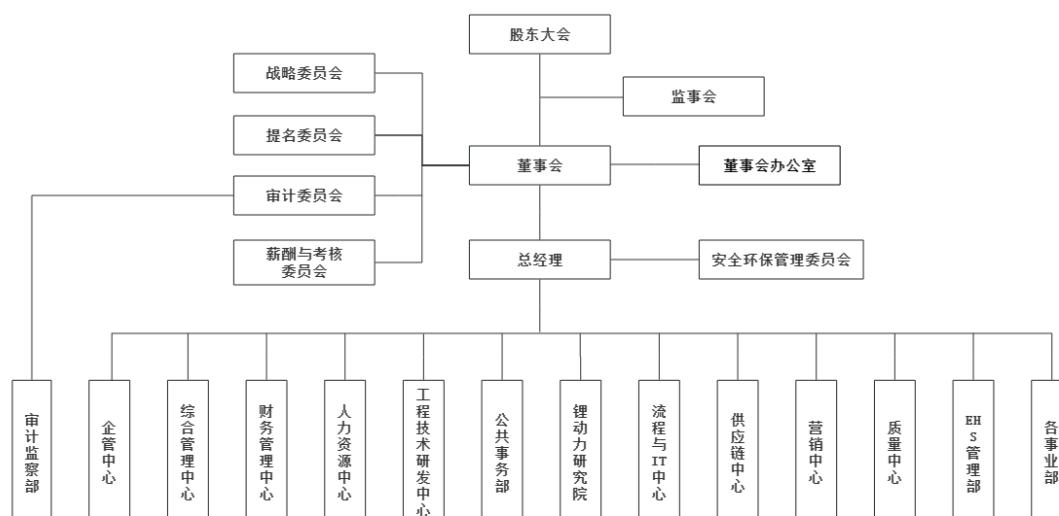 股东大会
战略委员会
监事会
提名委员会
董事会
董事会办公室
审计委员会
薪酬与考核
委员会
总经理
安全环保管理委员会
审计监察部
企管中心
综合管理中心
财务管理中心
人力资源中心
工程技术研发中心
公共事务部
锂动力研究院
流程与IT中心
供应链中心
营销中心
质量中心
EHS管理部
各事业部